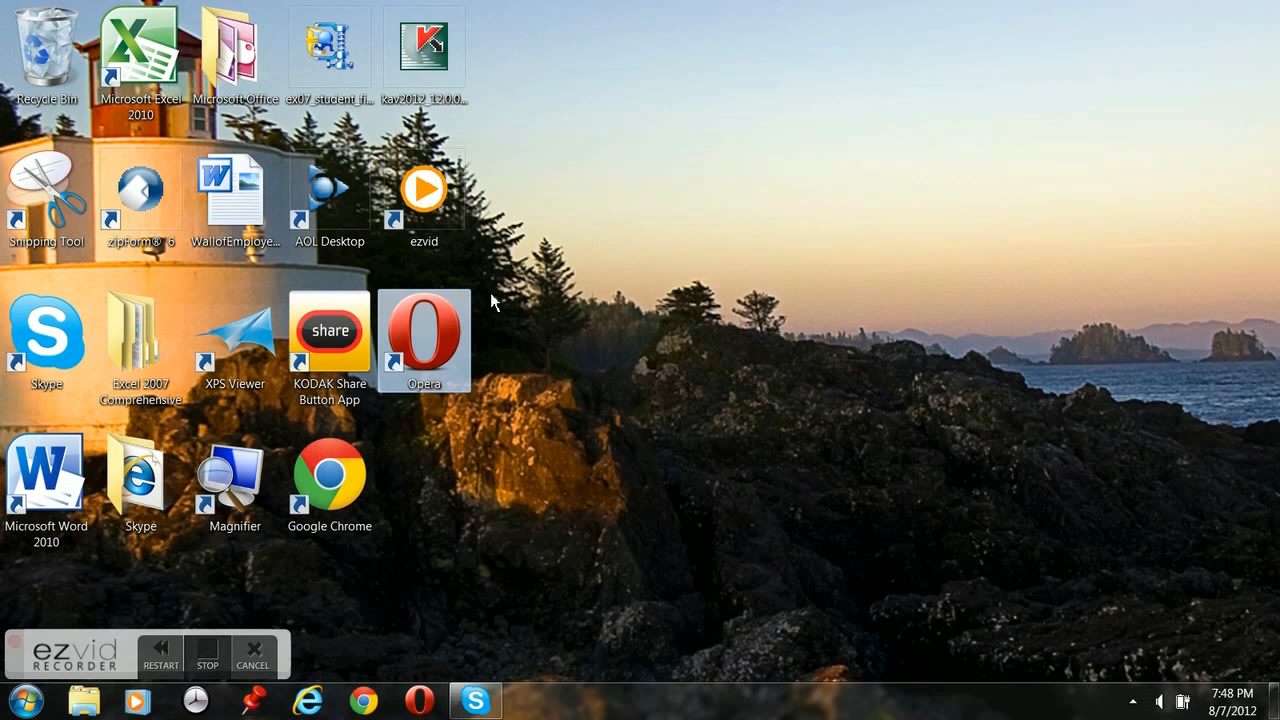 Recycle Bin
Microsoft Excel
2010
Microsoft Office
ex07_student_fi...
kav2012_12.0.0...
Snipping Tool
zipForm® 6
W
WallofEmploye...
AOL Desktop
ezvid
S
Skype
Excel 2007
Comprehensive
XPS Viewer
share
KODAK Share
Button App
Opera
W
Microsoft Word
2010
Skype
Magnifier
Google Chrome
ezvid
RECORDER
RESTART
STOP
CANCEL
7:48 PM
8/7/2012